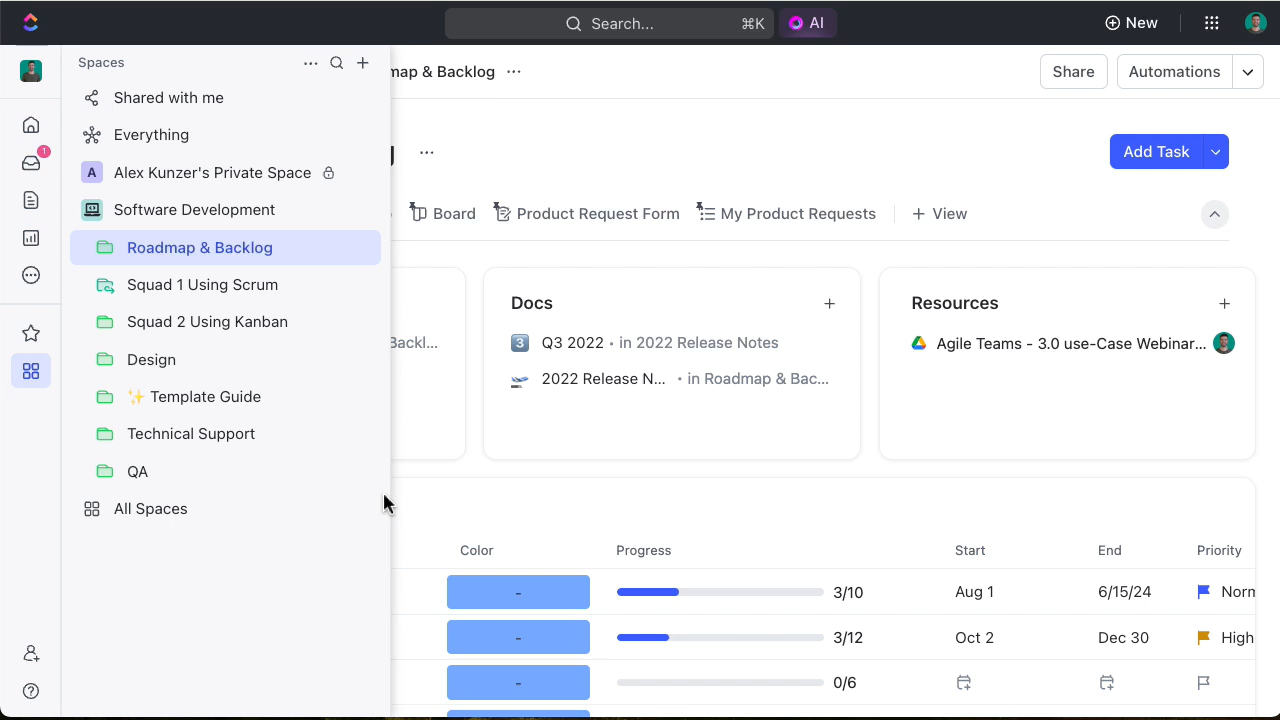 Search...
⌘K
AI
New
Spaces
map & Backlog
Share
Automations
Shared with me
Everything
1
Add Task
A
Alex Kunzer's Private Space
Software Development
Board
Product Request Form
My Product Requests
View
Roadmap & Backlog
Squad 1 Using Scrum
Squad 2 Using Kanban
Design
✨ Template Guide
Technical Support
QA
All Spaces
Backl...
Docs
3 Q3 2022 • in 2022 Release Notes
2022 Release N... • in Roadmap & Bac...
Resources
Agile Teams - 3.0 use-Case Webinar...
Color
Progress
Start
End
Priority
- 3/10 Aug 1 6/15/24 Norm
- 3/12 Oct 2 Dec 30 High
- 0/6